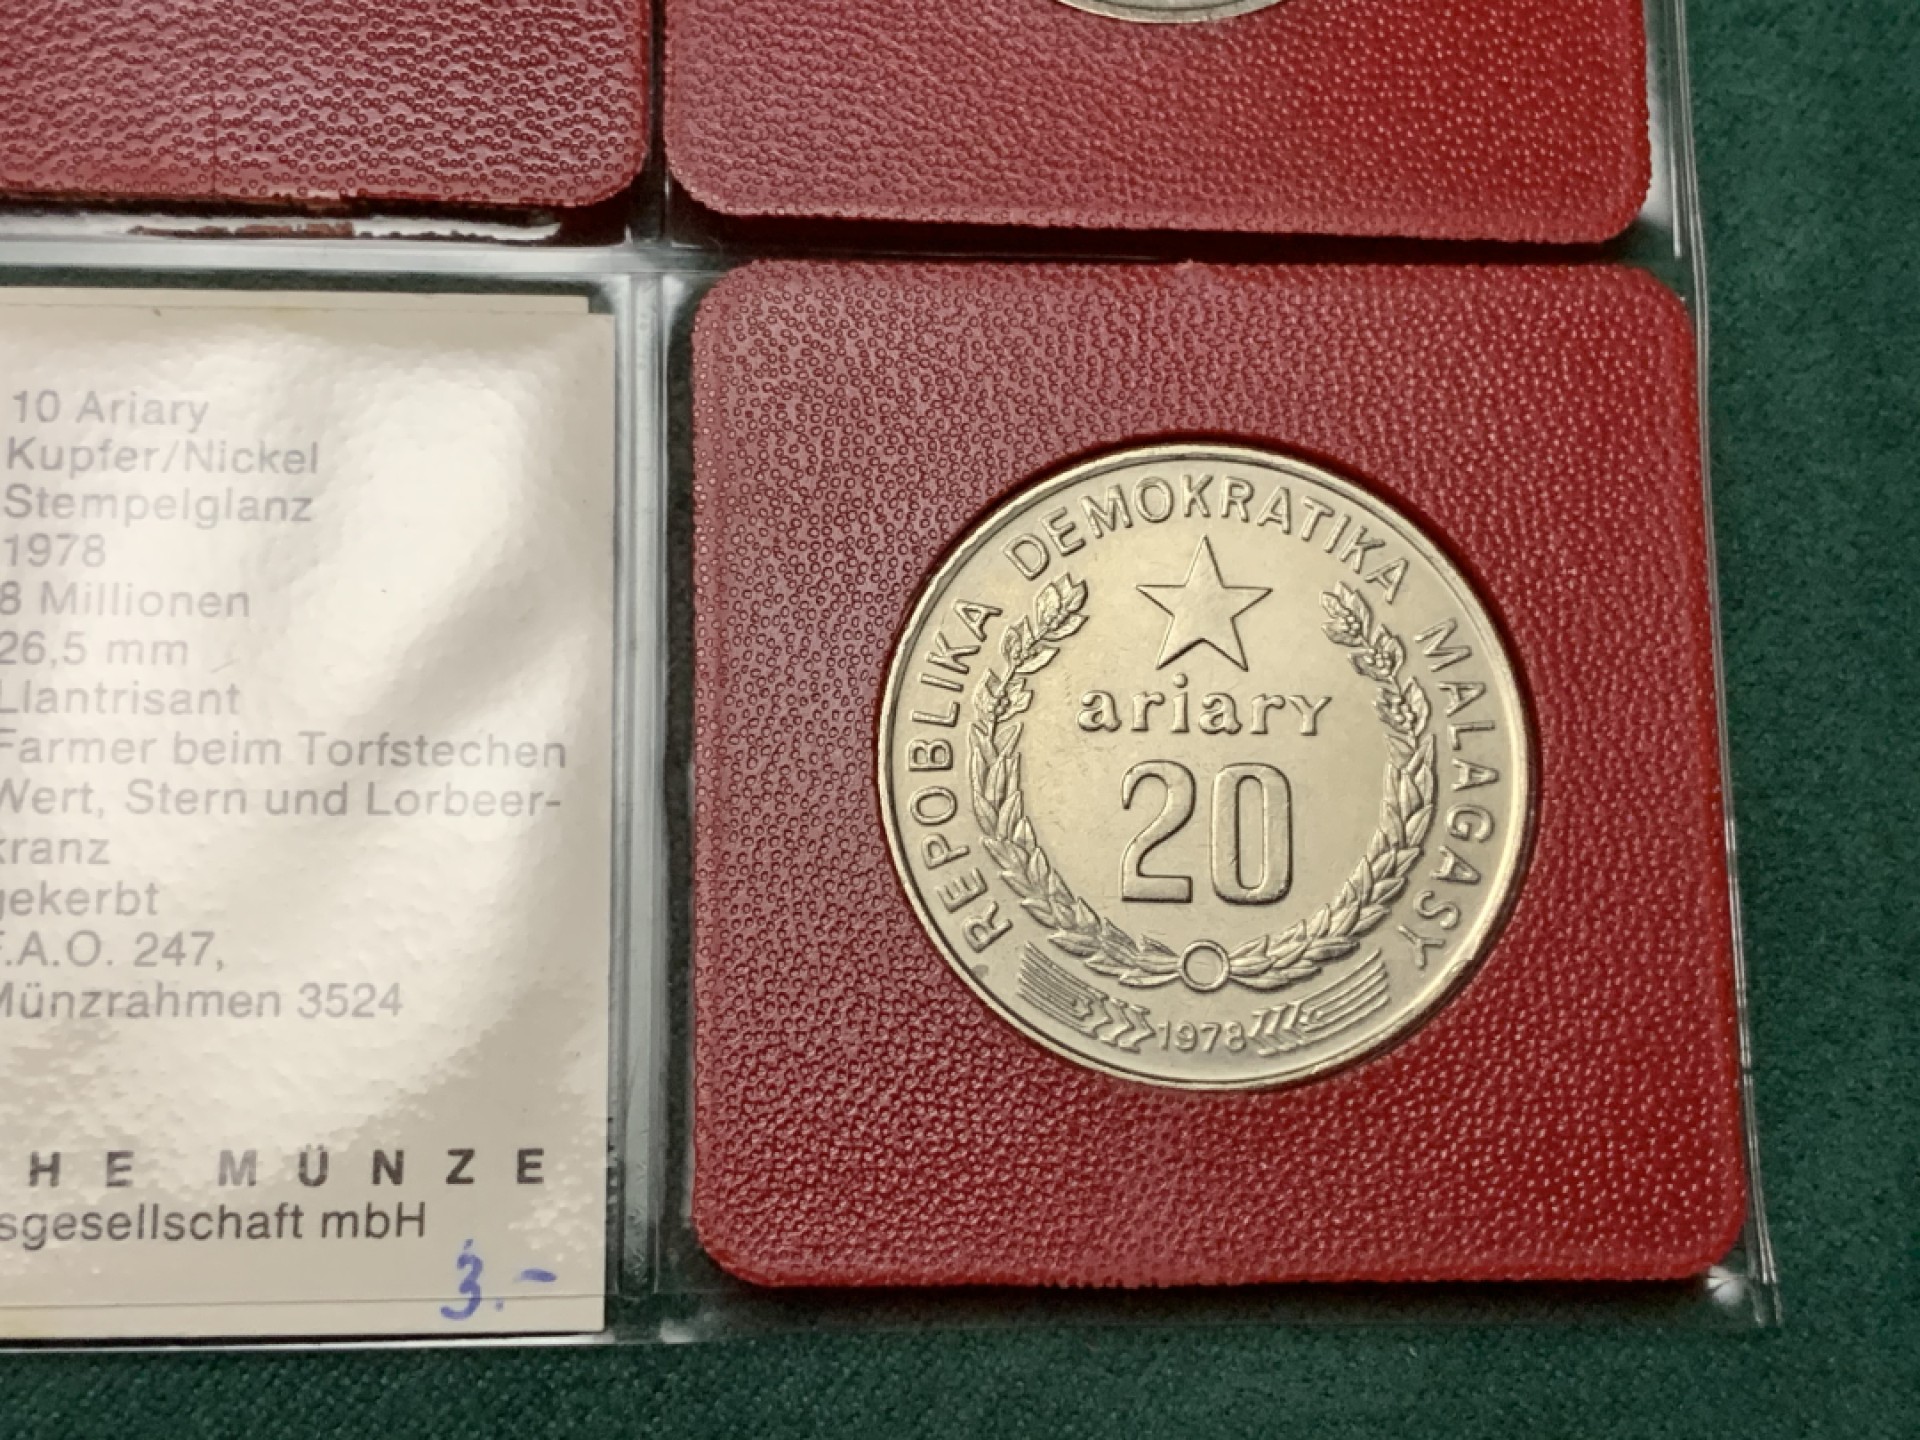 10 Ariary
Kupfer/Nickel
Stempelglanz
1978
8 Millionen
26,5 mm
Llantrisant
Farmer beim Torfstechen
Wert, Stern und Lorbeer-
kranz
gekerbt
F.A.O. 247,
Münzrahmen 3524
HE MÜNZE
sgesellschaft mbH
3.-
REPOBLIKA DEMOKRATIKA MALAGASY
ariary
20
1978